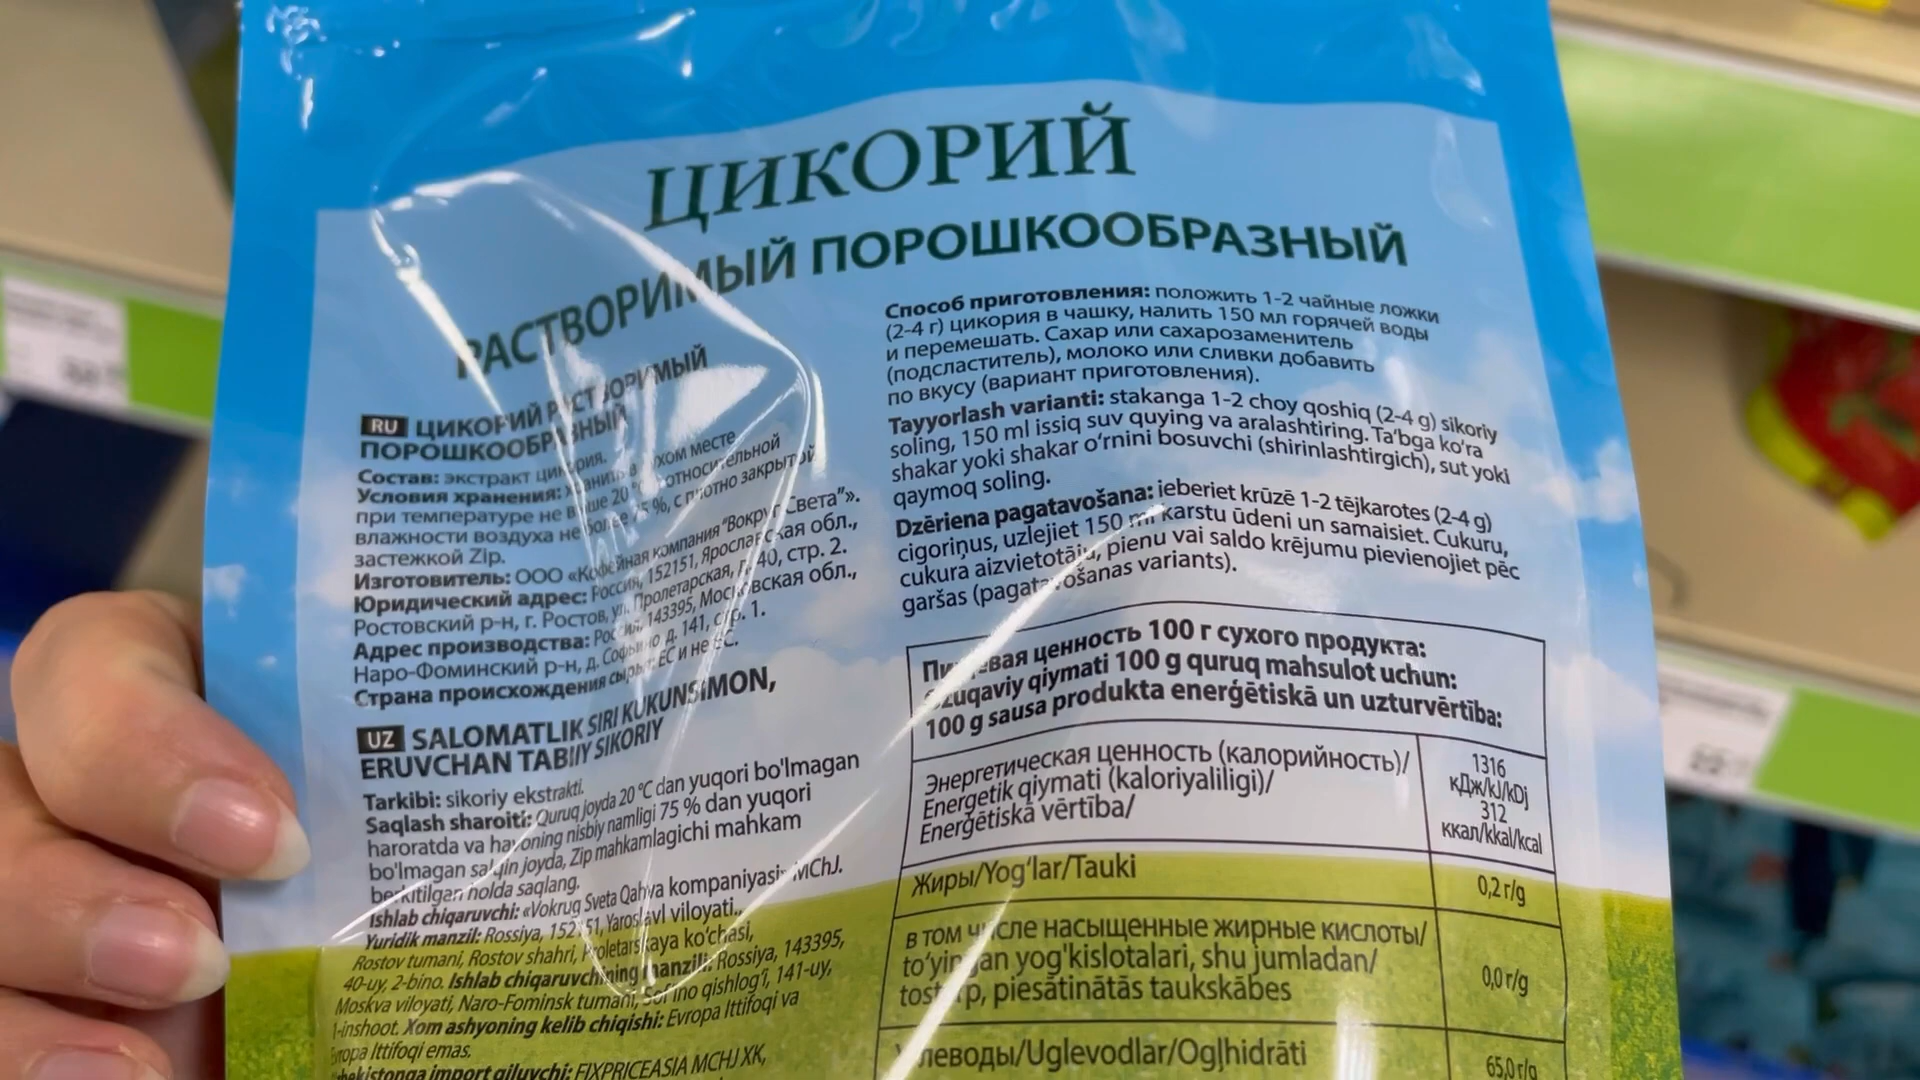 ЦИКОРИЙ
РАСТВОРИМЫЙ ПОРОШКООБРАЗНЫЙ
RU ЦИКОРИЙ РАСТВОРИМЫЙ
ПОРОШКООБРАЗНЫЙ
Состав: экстракт цикория.
Условия хранения: хранить в сухом месте
при температуре не выше 20 °C относительной
влажности воздуха не более 75 %, с плотно закрытой
застежкой Zip.
Изготовитель: ООО «Кофейная компания "Вокруг Света"».
Юридический адрес: Россия, 152151, Ярославская обл.,
Ростовский р-н, г. Ростов, ул. Пролетарская, д. 40, стр. 2.
Адрес производства: Россия, 143395, Московская обл.,
Наро-Фоминский р-н, д. Софьино д. 141, стр. 1.
Страна происхождения сырья: ЕС и не ЕС.
UZ SALOMATLIK SIRI KUKUNSIMON,
ERUVCHAN TABIIY SIKORIY
Tarkibi: sikoriy ekstrakti.
Saqlash sharoiti: Quruq joyda 20 °C dan yuqori bo'lmagan
haroratda va havoning nisbiy namligi 75 % dan yuqori
bo'lmagan salqin joyda, Zip mahkamlagichi mahkam
berkitilgan holda saqlang.
Ishlab chiqaruvchi: «Vokrug Sveta Qahva kompaniyasi» MChJ.
Yuridik manzil: Rossiya, 152151, Yaroslavl viloyati.,
Rostov tumani, Rostov shahri, Proletarskaya ko'chasi,
40-uy, 2-bino. Ishlab chiqaruvchining manzili: Rossiya, 143395,
Moskva viloyati, Naro-Fominsk tumani, Sofino qishlog'i, 141-uy,
1-inshoot. Xom ashyoning kelib chiqishi: Evropa Ittifoqi va
Evropa Ittifoqi emas.
import qiluvchi: FIXPRICEASIA MCHJ XK,
Способ приготовления: положить 1-2 чайные ложки
(2-4 г) цикория в чашку, налить 150 мл горячей воды
и перемешать. Сахар или сахарозаменитель
(подсластитель), молоко или сливки добавить
по вкусу (вариант приготовления).
Tayyorlash varianti: stakanga 1-2 choy qoshiq (2-4 g) sikoriy
soling, 150 ml issiq suv quying va aralashtiring. Ta'bga ko'ra
shakar yoki shakar o'rnini bosuvchi (shirinlashtirgich), sut yoki
qaymoq soling.
Dzēriena pagatavošana: ieberiet krūzē 1-2 tējkarotes (2-4 g)
cigoriņus, uzlejiet 150 ml karstu ūdeni un samaisiet. Cukuru,
cukura aizvietotāju, pienu vai saldo krējumu pievienojiet pēc
garšas (pagatavošanas variants).
Пищевая ценность 100 г сухого продукта:
Ozuqaviy qiymati 100 g quruq mahsulot uchun:
100 g sausa produkta enerģētiskā un uzturvērtība:
Энергетическая ценность (калорийность)/
Energetik qiymati (kaloriyaliligi)/
Enerģētiskā vērtība/
1316
кДж/kJ/kDj
312
ккал/kkal/kcal
Жиры/Yog'lar/Tauki
0,2 г/g
в том числе насыщенные жирные кислоты/
to'yingan yog'kislotalari, shu jumladan/
tostarp, piesātinātās taukskābes
0,0 г/g
Углеводы/Uglevodlar/Ogļhidrāti
65,0 г/g